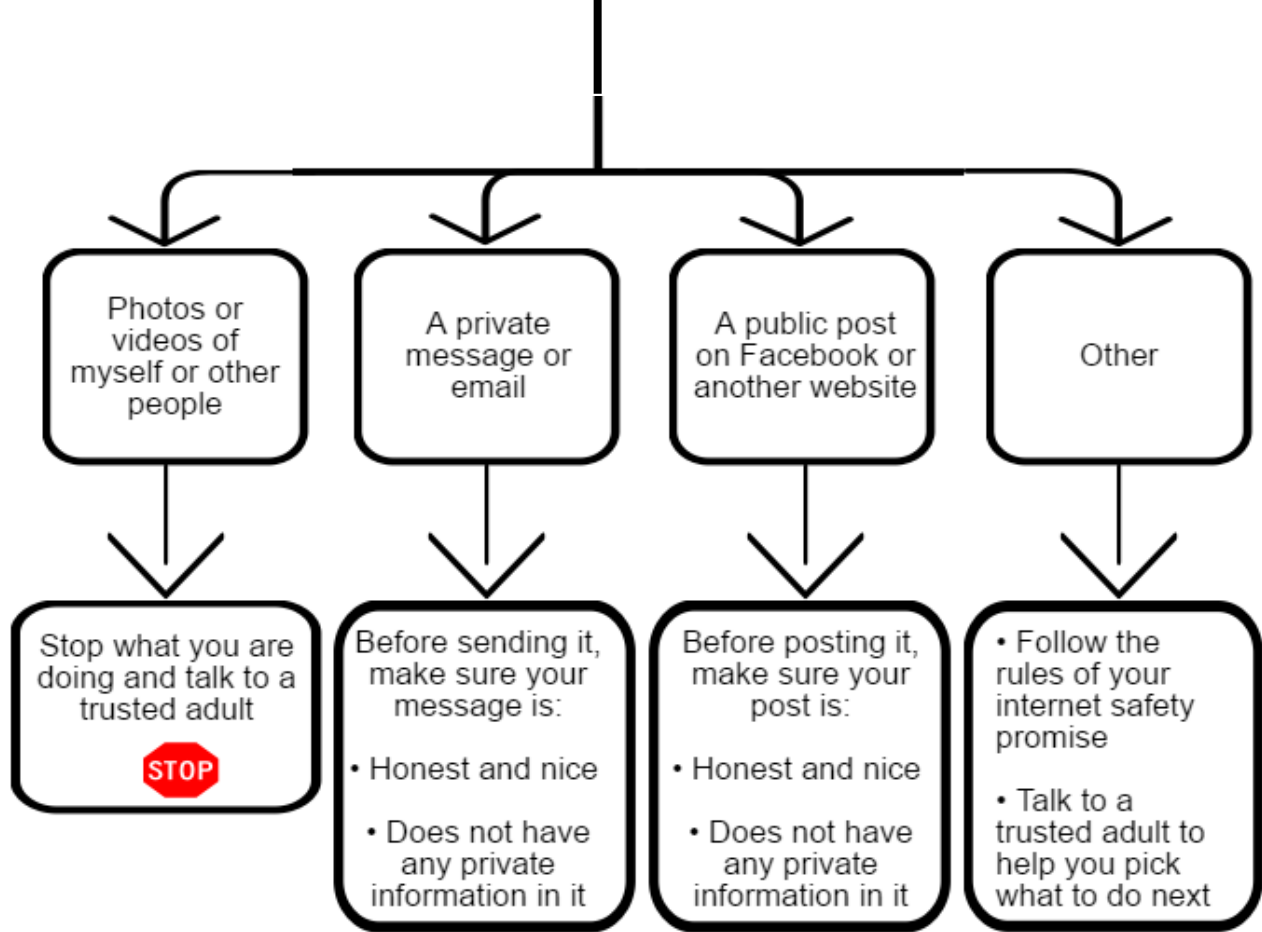 Photos or
videos of
myself or other
people
A private
message or
email
A public post
on Facebook or
another website
Other
Stop what you are
doing and talk to a
trusted adult
STOP
Before sending it,
make sure your
message is:
• Honest and nice
• Does not have
any private
information in it
Before posting it,
make sure your
post is:
• Honest and nice
• Does not have
any private
information in it
• Follow the
rules of your
internet safety
promise
• Talk to a
trusted adult to
help you pick
what to do next